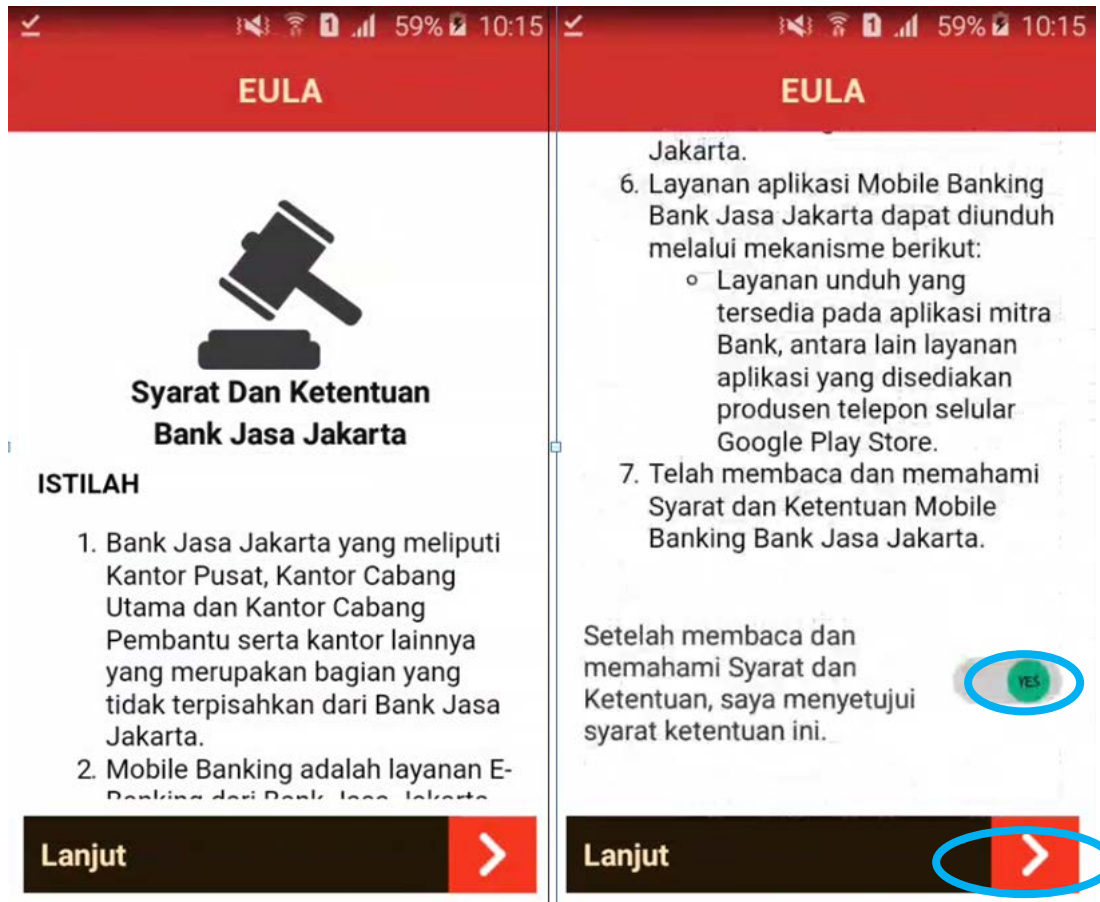 59% 10:15
EULA
Syarat Dan Ketentuan
Bank Jasa Jakarta
ISTILAH
1. Bank Jasa Jakarta yang meliputi
Kantor Pusat, Kantor Cabang
Utama dan Kantor Cabang
Pembantu serta kantor lainnya
yang merupakan bagian yang
tidak terpisahkan dari Bank Jasa
Jakarta.
2. Mobile Banking adalah layanan E-
Banking dari Bank Jasa Jakarta
Lanjut
59% 10:15
EULA
Jakarta.
6. Layanan aplikasi Mobile Banking
Bank Jasa Jakarta dapat diunduh
melalui mekanisme berikut:
Layanan unduh yang
tersedia pada aplikasi mitra
Bank, antara lain layanan
aplikasi yang disediakan
produsen telepon selular
Google Play Store.
7. Telah membaca dan memahami
Syarat dan Ketentuan Mobile
Banking Bank Jasa Jakarta.
Setelah membaca dan
memahami Syarat dan
Ketentuan, saya menyetujui
syarat ketentuan ini.
YES
Lanjut